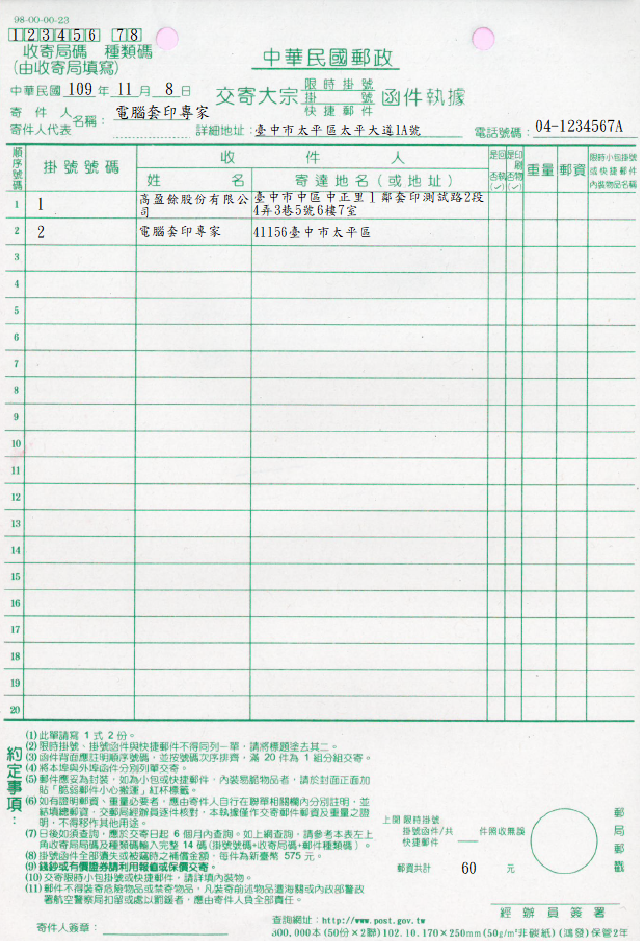 98-00-00-23
1 2 3 4 5 6 7 8
收寄局碼 種類碼
(由收寄局填寫)
中華民國郵政
中華民國 109 年 11 月 8 日
交寄大宗 限時掛號 函件執據
掛 號
快捷郵件
寄件人 名稱: 電腦套印專家
寄件人代表
詳細地址: 臺中市太平區太平大道1A號
電話號碼: 04-1234567A
順序號碼 掛號號碼 收件人 是否回執(✓) 是否印刷物(✓) 重量 郵資 限時小包掛號或快捷郵件內裝物品名稱
姓名 寄達地名(或地址)
1 1 高盈餘股份有限公司 臺中市中區中正里1鄰套印測試路2段4弄3巷5號6樓7室
2 2 電腦套印專家 41156臺中市太平區
3
4
5
6
7
8
9
10
11
12
13
14
15
16
17
18
19
20
約定事項:
(1)此單請寫1式2份。
(2)限時掛號、掛號函件與快捷郵件不得同列一單,請將標題塗去其二。
(3)函件背面應註明順序號碼,並按號碼次序排齊,滿20件為1組分組交寄。
(4)將本埠與外埠函件分別列單交寄。
(5)郵件應妥為封裝,如為小包或快捷郵件,內裝易脆物品者,請於封面正面加
貼「脆弱郵件小心搬運」紅杯標籤。
(6)如有證明郵資、重量必要者,應由寄件人自行在聯單相關欄內分別註明,並
結填總郵資,交郵局經辦員逐件核對,本執據僅作交寄郵件郵資及重量之證
明,不得移作其他用途。
(7)日後如須查詢,應於交寄日起6個月內查詢。如上網查詢,請參考本表左上
角收寄局局碼及種類碼輸入完整14碼(掛號號碼+收寄局碼+郵件種類碼)。
(8)掛號函件全部遺失或被竊時之補償金額,每件為新臺幣575元。
(9)錢鈔或有價證券請利用報值或保價交寄。
(10)交寄限時小包掛號或快捷郵件,請詳填內裝物。
(11)郵件不得裝寄危險物品或禁寄物品,凡裝寄前述物品遭海關或內政部警政
署航空警察局扣留或處以罰鍰者,應由寄件人負全部責任。
上開 限時掛號
掛號函件/共 件照收無誤
快捷郵件
郵費共計 60 元
郵局郵戳
經辦員簽署
寄件人簽章:
查詢網址:http://www.post.gov.tw
300,000本(50份×2聯)102.10.170×250mm(50g/m²非碳紙)(鴻發)保管2年